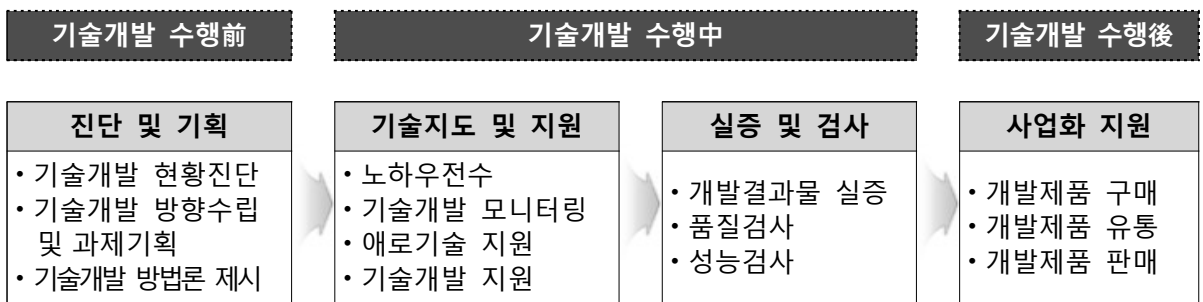 기술개발 수행前
기술개발 수행中
기술개발 수행後
진단 및 기획
• 기술개발 현황진단
• 기술개발 방향수립
및 과제기획
• 기술개발 방법론 제시
기술지도 및 지원
• 노하우전수
• 기술개발 모니터링
• 애로기술 지원
• 기술개발 지원
실증 및 검사
• 개발결과물 실증
• 품질검사
• 성능검사
사업화 지원
• 개발제품 구매
• 개발제품 유통
• 개발제품 판매